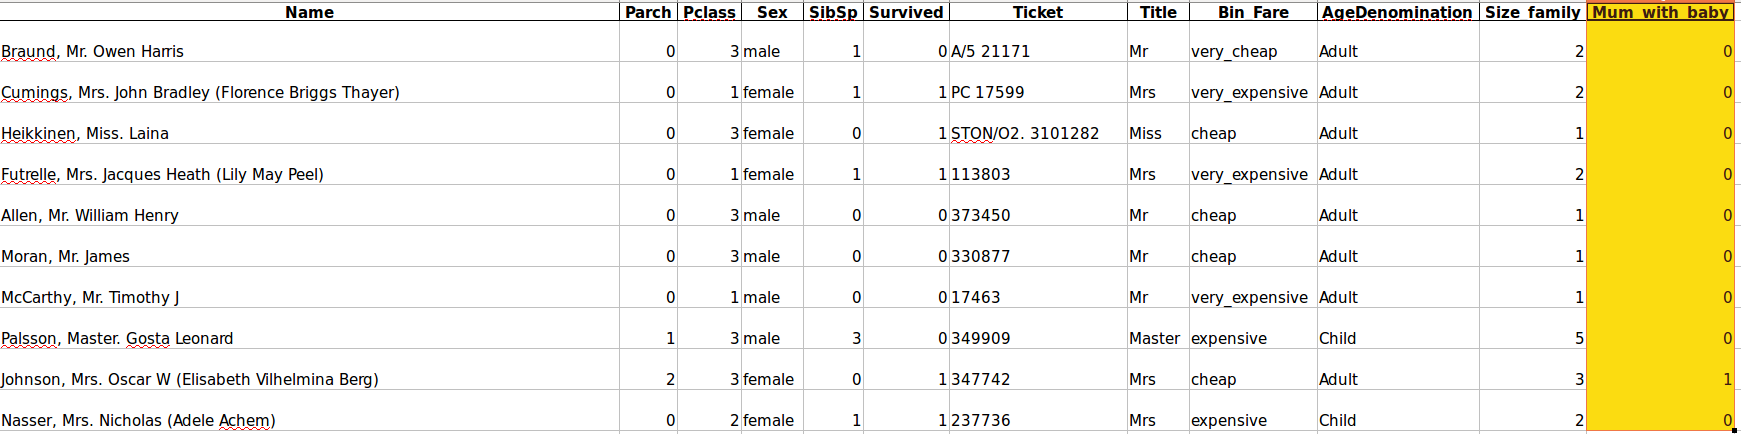 Name Parch Pclass Sex SibSp Survived Ticket Title Bin_Fare AgeDenomination Size_family Mum_with_baby
Braund, Mr. Owen Harris 0 3 male 1 0 A/5 21171 Mr very_cheap Adult 2 0
Cumings, Mrs. John Bradley (Florence Briggs Thayer) 0 1 female 1 1 PC 17599 Mrs very_expensive Adult 2 0
Heikkinen, Miss. Laina 0 3 female 0 1 STON/O2. 3101282 Miss cheap Adult 1 0
Futrelle, Mrs. Jacques Heath (Lily May Peel) 0 1 female 1 1 113803 Mrs very_expensive Adult 2 0
Allen, Mr. William Henry 0 3 male 0 0 373450 Mr cheap Adult 1 0
Moran, Mr. James 0 3 male 0 0 330877 Mr cheap Adult 1 0
McCarthy, Mr. Timothy J 0 1 male 0 0 17463 Mr very_expensive Adult 1 0
Palsson, Master. Gosta Leonard 1 3 male 3 0 349909 Master expensive Child 5 0
Johnson, Mrs. Oscar W (Elisabeth Vilhelmina Berg) 2 3 female 0 1 347742 Mrs cheap Adult 3 1
Nasser, Mrs. Nicholas (Adele Achem) 0 2 female 1 1 237736 Mrs expensive Child 2 0